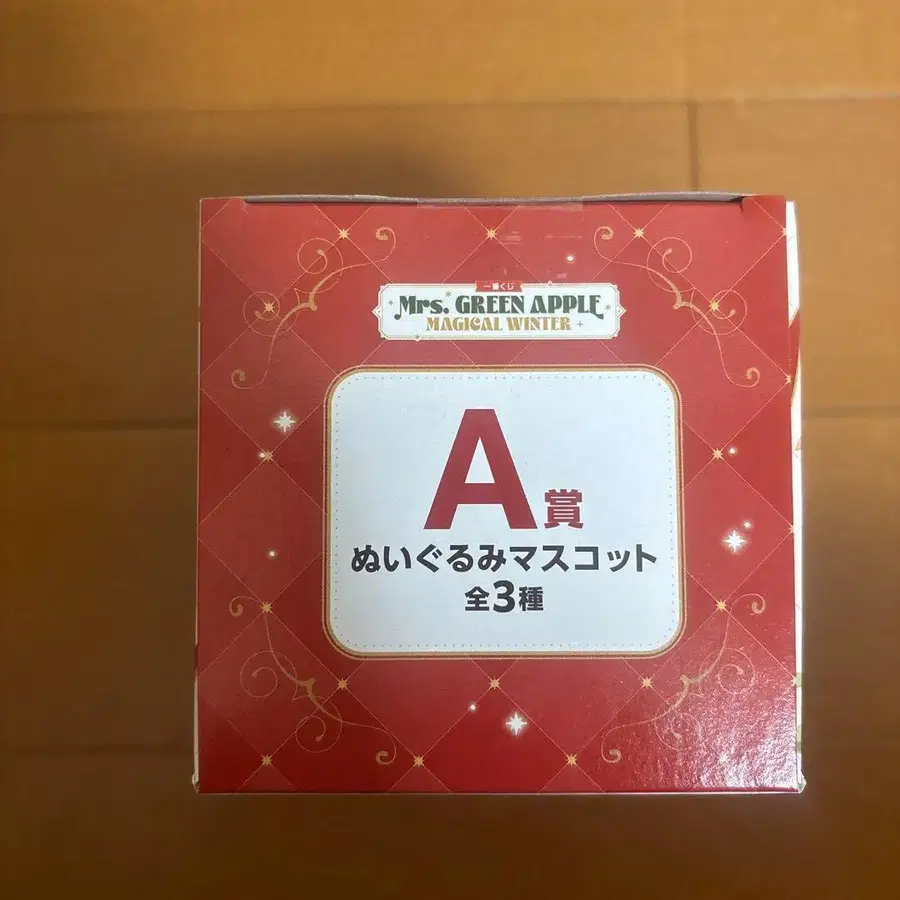 一番くじ
Mrs. GREEN APPLE
MAGICAL WINTER
A賞
ぬいぐるみマスコット
全3種